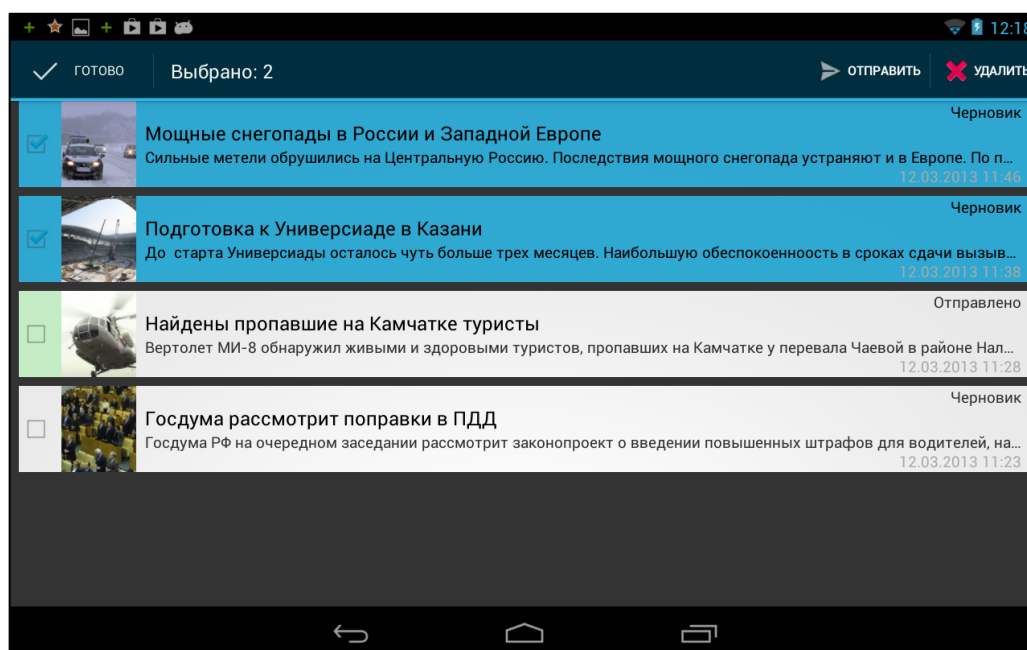 12:18
ГОТОВО Выбрано: 2 ОТПРАВИТЬ УДАЛИТЬ
Черновик
Мощные снегопады в России и Западной Европе
Сильные метели обрушились на Центральную Россию. Последствия мощного снегопада устраняют и в Европе. По п...
12.03.2013 11:46
Черновик
Подготовка к Универсиаде в Казани
До старта Универсиады осталось чуть больше трех месяцев. Наибольшую обеспокоенноость в сроках сдачи вызыв...
12.03.2013 11:38
Отправлено
Найдены пропавшие на Камчатке туристы
Вертолет МИ-8 обнаружил живыми и здоровыми туристов, пропавших на Камчатке у перевала Чаевой в районе Нал...
12.03.2013 11:28
Черновик
Госдума рассмотрит поправки в ПДД
Госдума РФ на очередном заседании рассмотрит законопроект о введении повышенных штрафов для водителей, на...
12.03.2013 11:23